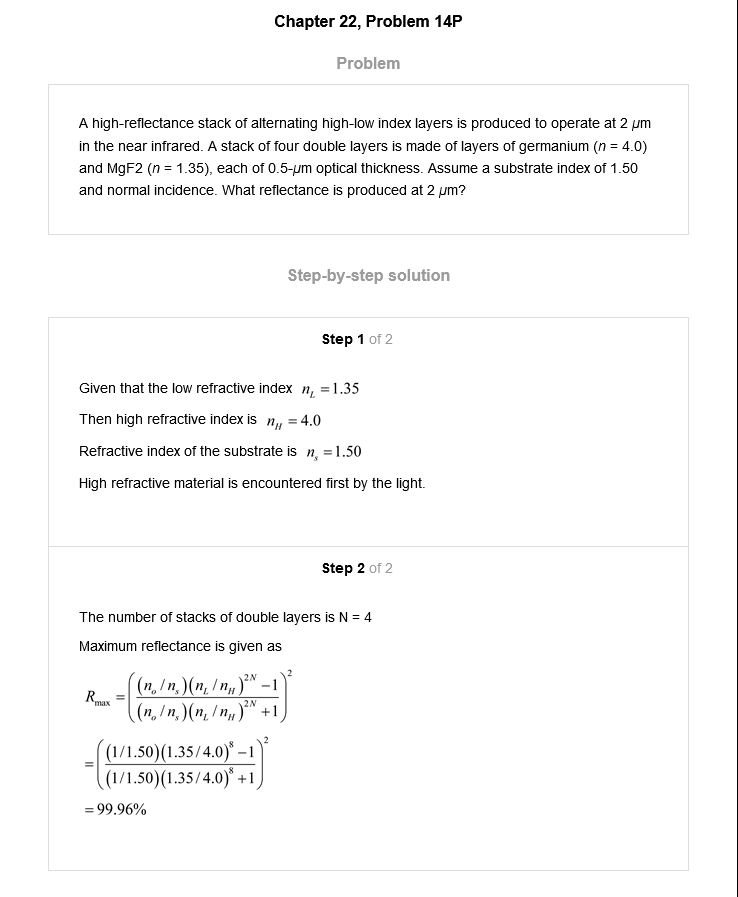 Chapter 22, Problem 14P
Problem
A high-reflectance stack of alternating high-low index layers is produced to operate at 2 μm
in the near infrared. A stack of four double layers is made of layers of germanium (n = 4.0)
and MgF2 (n = 1.35), each of 0.5-μm optical thickness. Assume a substrate index of 1.50
and normal incidence. What reflectance is produced at 2 μm?
Step-by-step solution
Step 1 of 2
Given that the low refractive index n_L = 1.35
Then high refractive index is n_H = 4.0
Refractive index of the substrate is n_s = 1.50
High refractive material is encountered first by the light.
Step 2 of 2
The number of stacks of double layers is N = 4
Maximum reflectance is given as
R_max = (((n_o / n_s)(n_L / n_H)^2N − 1) / ((n_o / n_s)(n_L / n_H)^2N + 1))^2
= (((1/1.50)(1.35/4.0)^8 − 1) / ((1/1.50)(1.35/4.0)^8 + 1))^2
= 99.96%